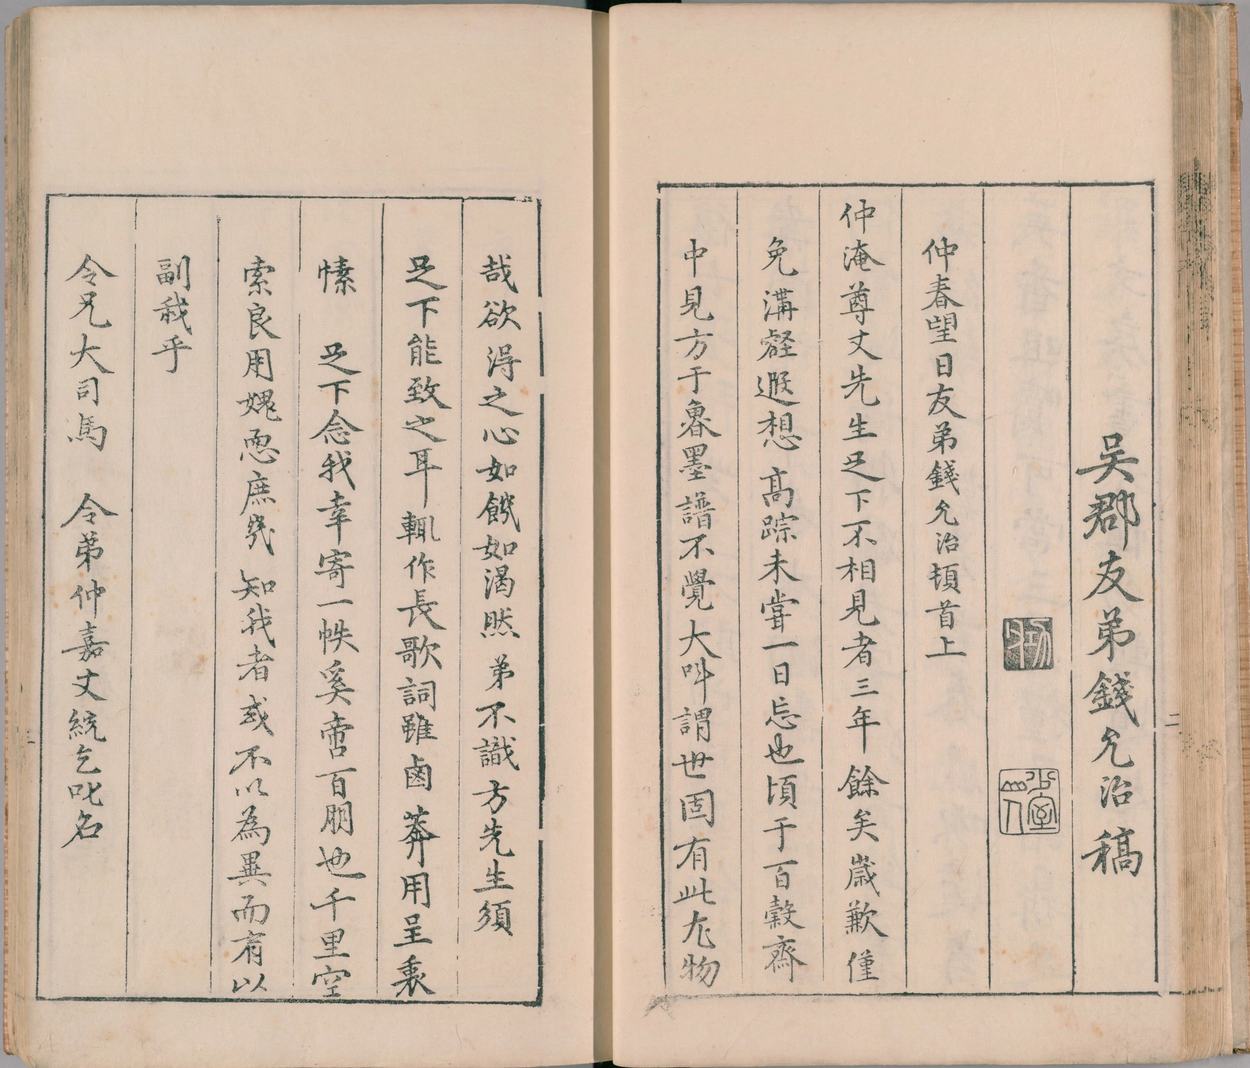 吴郡友弟錢允治稿
仲春望日友弟錢允治頓首上
仲淹尊丈先生足下不相見者三年餘矣歲歉僅
免溝壑遐想高踪未嘗一日忘也頃于百穀齋
中見方于魯墨譜不覺大呌謂世固有此尤物
二
哉欲淂之心如饑如渴然弟不識方先生須
足下能致之耳輒作長歌詞雖鹵莾用呈裏
愫足下念我幸寄一帙奚啻百朋也千里空
索良用媿恧庶㡬知我者或不以為異而有以
副我乎
令兄大司馬令弟仲嘉丈統乞叱名
三